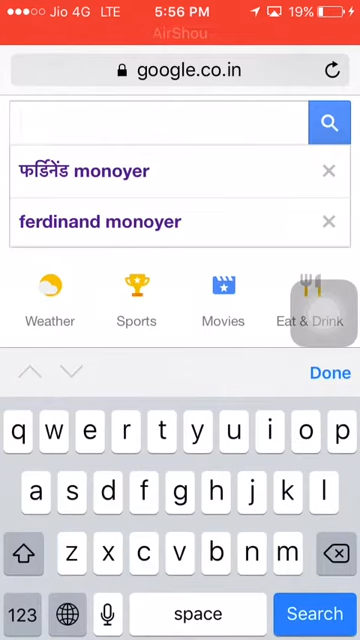 Jio 4G LTE 5:56 PM 19%
AirShou
google.co.in
फर्डिनेंड monoyer
ferdinand monoyer
Weather Sports Movies Eat & Drink
Done
q w e r t y u i o p
a s d f g h j k l
z x c v b n m
123 space Search